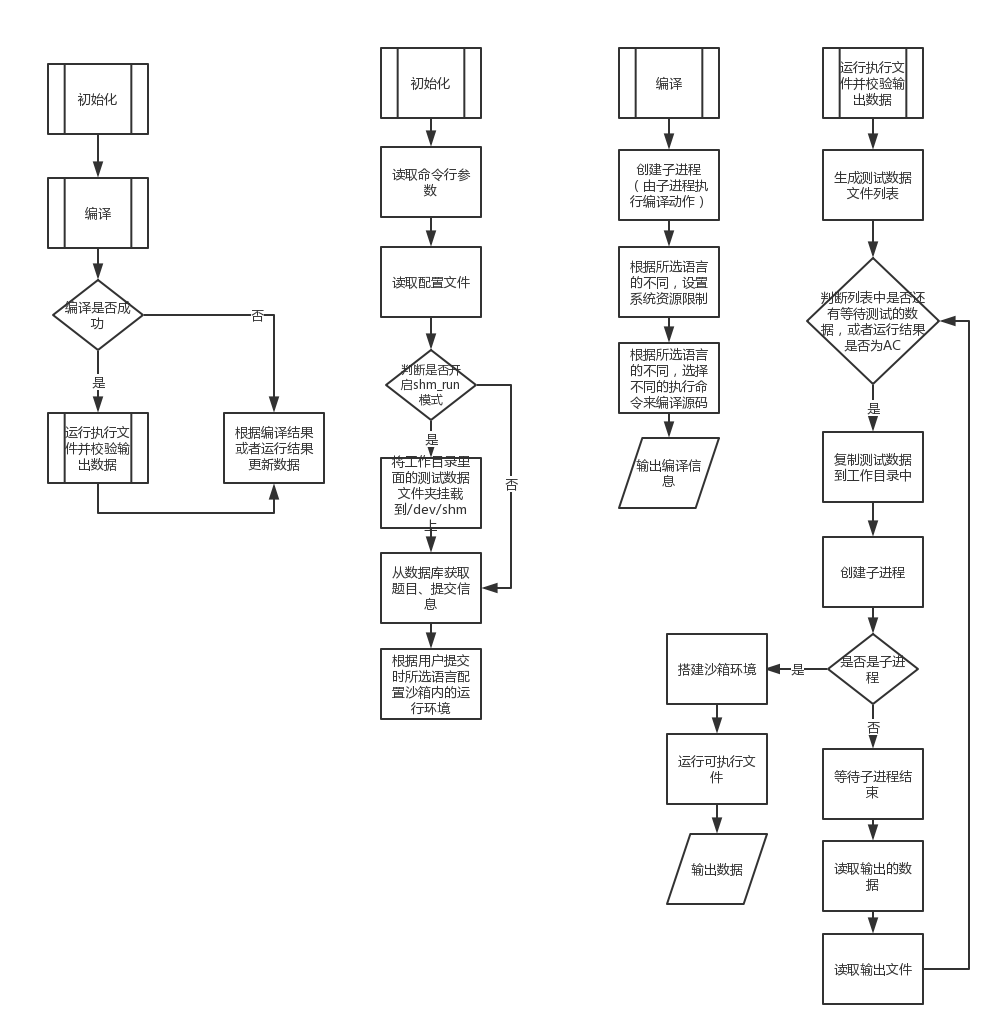 初始化
编译
编译是否成
功
否
是
运行执行文
件并校验输
出数据
根据编译结果
或者运行结果
更新数据
初始化
读取命令行参
数
读取配置文件
判断是否开
启shm_run
模式
是
否
将工作目录里
面的测试数据
文件夹挂载
到/dev/shm
上
从数据库获取
题目、提交信
息
根据用户提交
时所选语言配
置沙箱内的运
行环境
编译
创建子进程
（由子进程执
行编译动作）
根据所选语言
的不同，设置
系统资源限制
根据所选语言
的不同，选择
不同的执行命
令来编译源码
输出编译信
息
运行执行文
件并校验输
出数据
生成测试数据
文件列表
判断列表中是否还
有等待测试的数
据，或者运行结果
是否为AC
是
复制测试数据
到工作目录中
创建子进程
是否是子进
程
是
搭建沙箱环境
运行可执行文
件
输出数据
否
等待子进程结
束
读取输出的数
据
读取输出文件